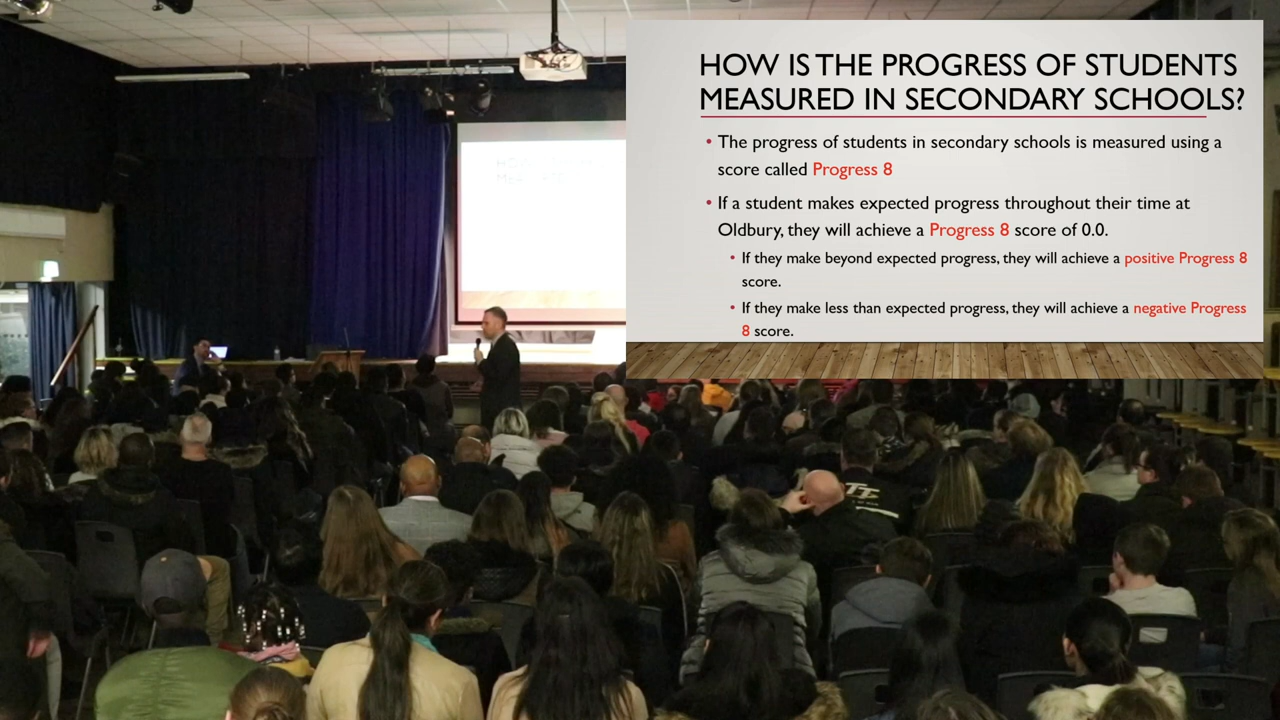 HOW IS THE PROGRESS OF STUDENTS
MEASURED IN SECONDARY SCHOOLS?
• The progress of students in secondary schools is measured using a
score called Progress 8
• If a student makes expected progress throughout their time at
Oldbury, they will achieve a Progress 8 score of 0.0.
• If they make beyond expected progress, they will achieve a positive Progress 8
score.
• If they make less than expected progress, they will achieve a negative Progress
8 score.